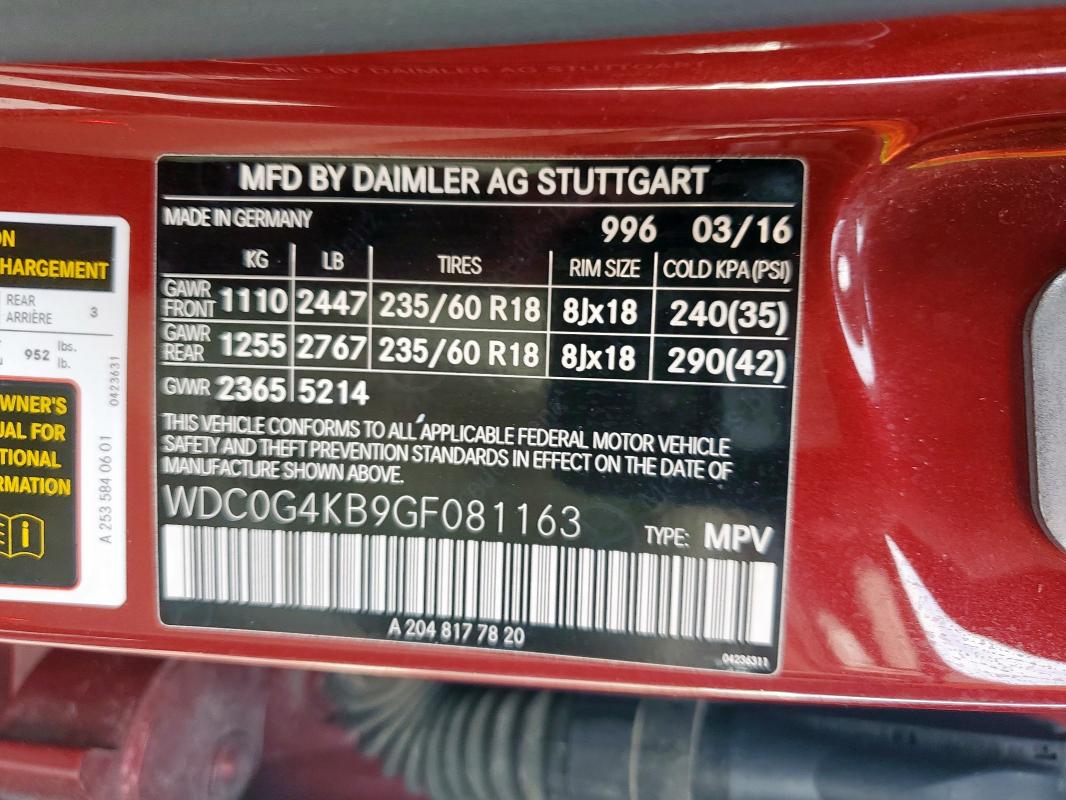 MFD BY DAIMLER AG STUTTGART
MADE IN GERMANY 996 03/16
KG LB TIRES RIM SIZE COLD KPA(PSI)
GAWR FRONT 1110 2447 235/60 R18 8Jx18 240(35)
GAWR REAR 1255 2767 235/60 R18 8Jx18 290(42)
GVWR 2365 5214
THIS VEHICLE CONFORMS TO ALL APPLICABLE FEDERAL MOTOR VEHICLE
SAFETY AND THEFT PREVENTION STANDARDS IN EFFECT ON THE DATE OF
MANUFACTURE SHOWN ABOVE.
WDC0G4KB9GF081163 TYPE: MPV
A 204 817 78 20
04236311
ON
HARGEMENT
REAR
ARRIÈRE 3
952 lbs.
lb.
WNER'S
UAL FOR
TIONAL
RMATION
A 253 584 06 01
0423631